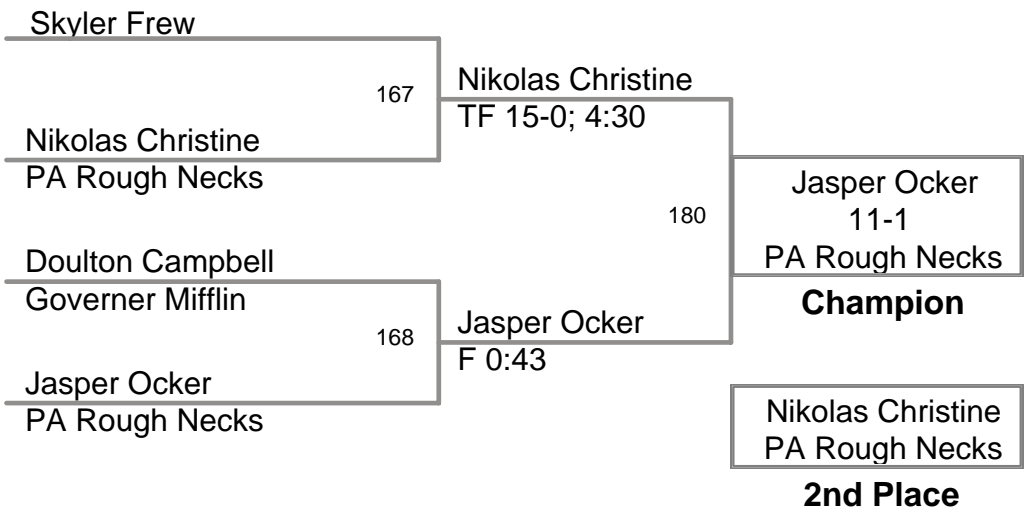 Skyler Frew
167
Nikolas Christine
TF 15-0; 4:30
Nikolas Christine
PA Rough Necks
180
Jasper Ocker
11-1
PA Rough Necks
Champion
Doulton Campbell
Governer Mifflin
168
Jasper Ocker
F 0:43
Jasper Ocker
PA Rough Necks
Nikolas Christine
PA Rough Necks
2nd Place